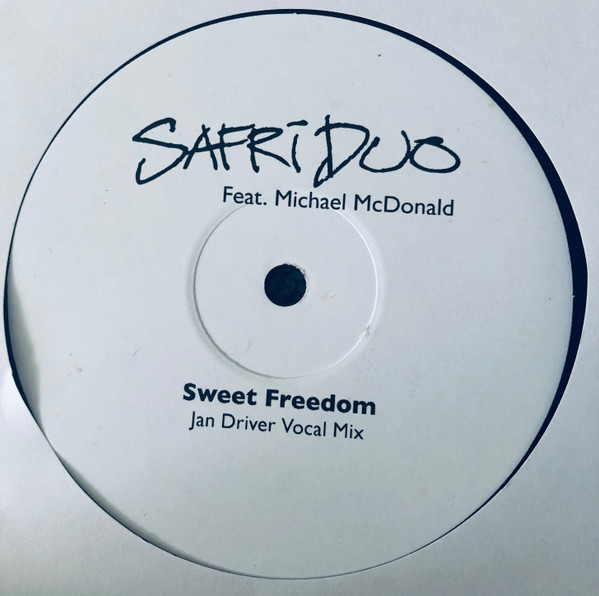 SAFRI DUO
Feat. Michael McDonald
Sweet Freedom
Jan Driver Vocal Mix